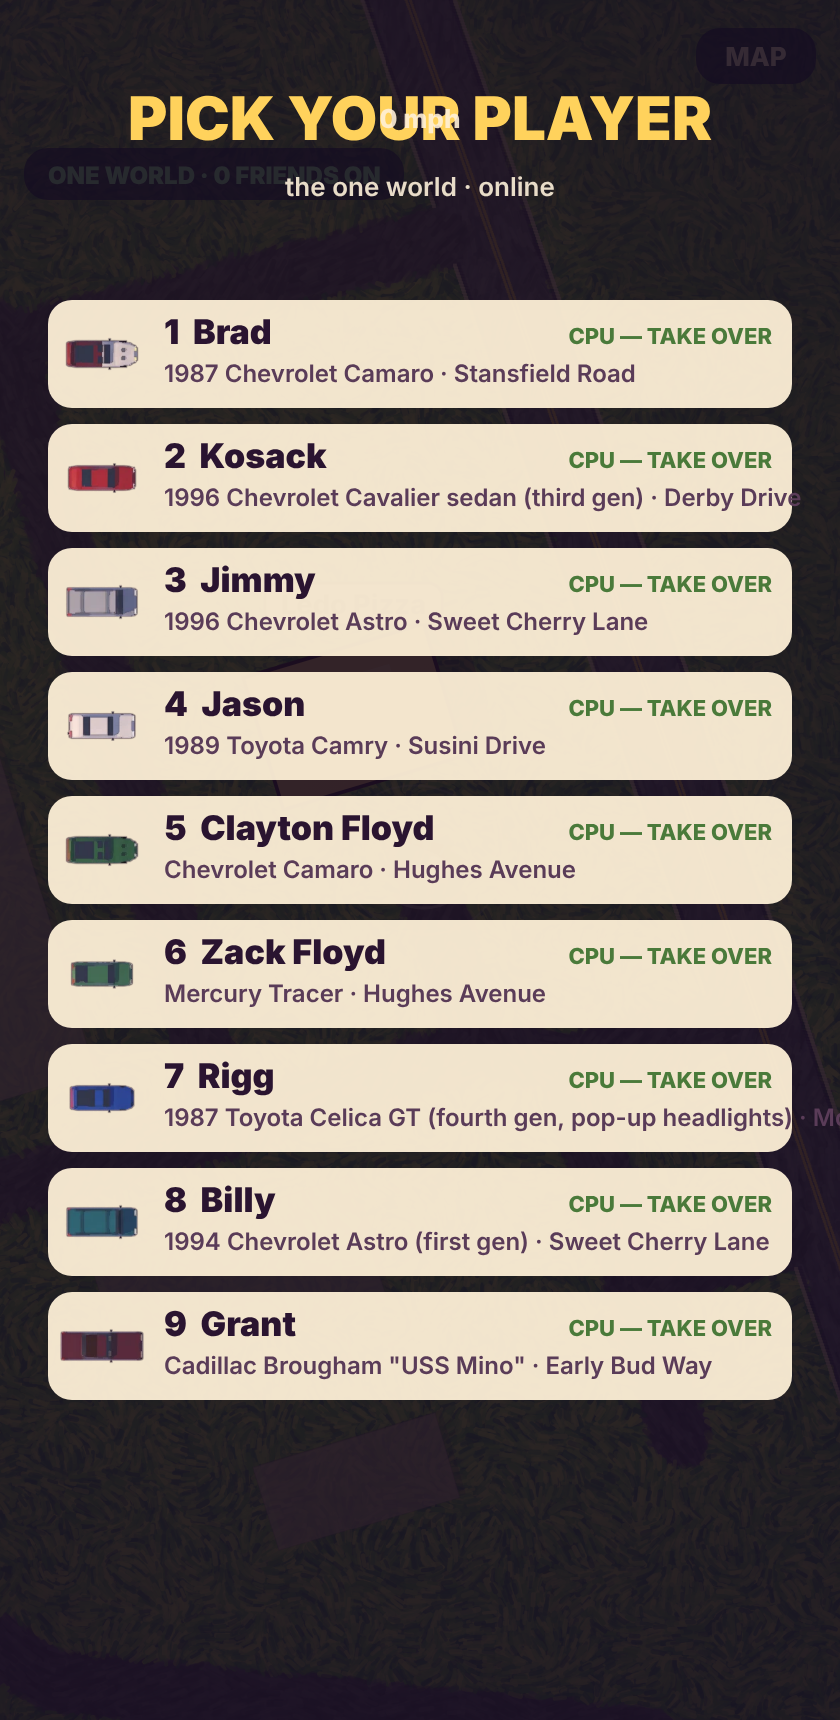 MAP
PICK YOUR PLAYER
0 mph
ONE WORLD · 0 FRIENDS ON
the one world · online
1 Brad
CPU — TAKE OVER
1987 Chevrolet Camaro · Stansfield Road
2 Kosack
CPU — TAKE OVER
1996 Chevrolet Cavalier sedan (third gen) · Derby Drive
3 Jimmy
CPU — TAKE OVER
1996 Chevrolet Astro · Sweet Cherry Lane
4 Jason
CPU — TAKE OVER
1989 Toyota Camry · Susini Drive
5 Clayton Floyd
CPU — TAKE OVER
Chevrolet Camaro · Hughes Avenue
6 Zack Floyd
CPU — TAKE OVER
Mercury Tracer · Hughes Avenue
7 Rigg
CPU — TAKE OVER
1987 Toyota Celica GT (fourth gen, pop-up headlights) ·
8 Billy
CPU — TAKE OVER
1994 Chevrolet Astro (first gen) · Sweet Cherry Lane
9 Grant
CPU — TAKE OVER
Cadillac Brougham "USS Mino" · Early Bud Way